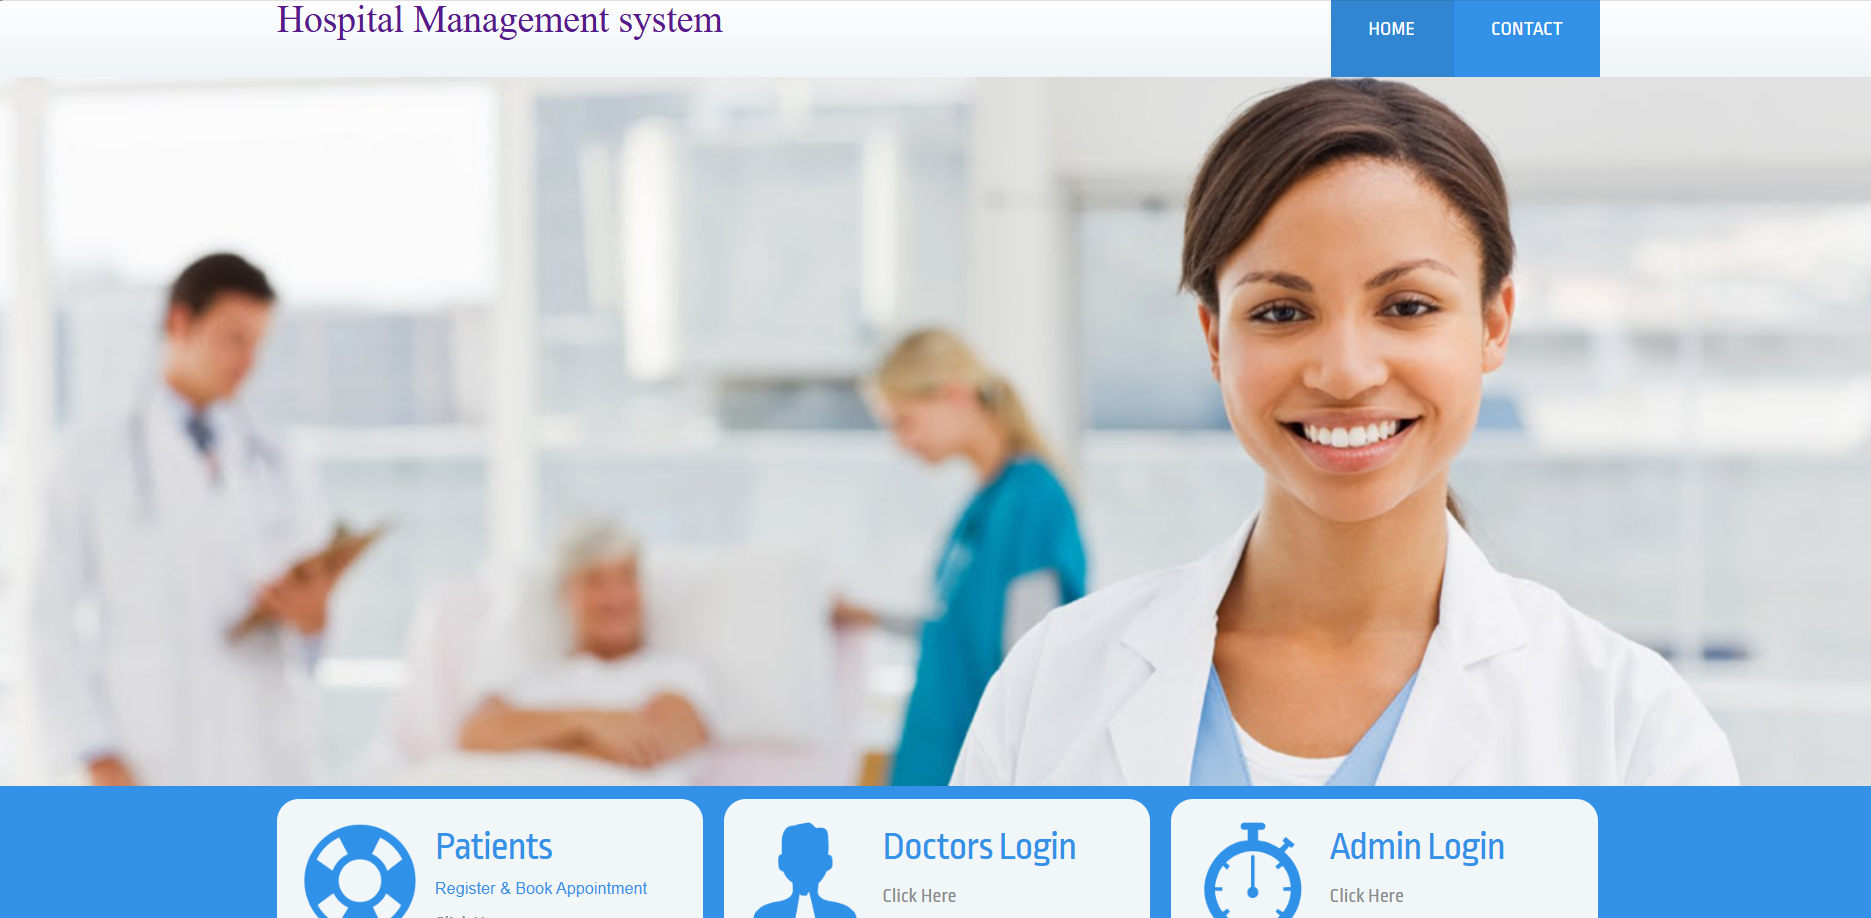 Hospital Management system
HOME
CONTACT
Patients
Register & Book Appointment
Doctors Login
Click Here
Admin Login
Click Here